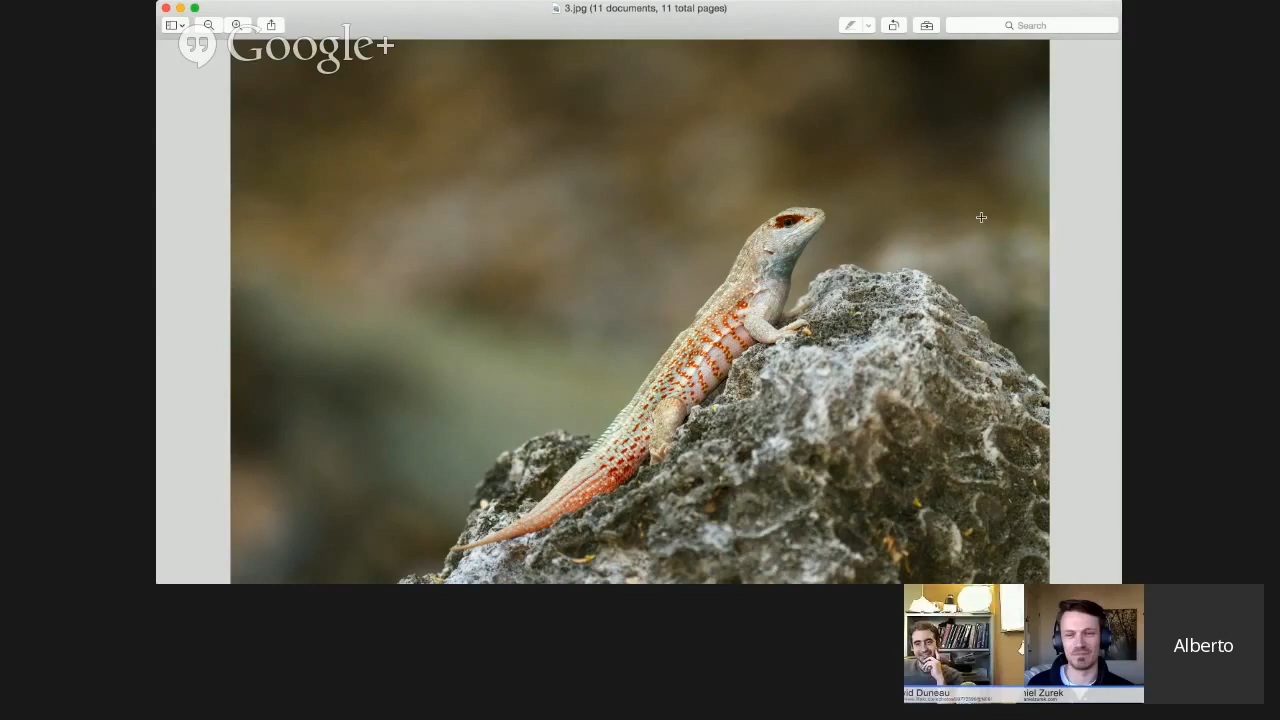 3.jpg (11 documents, 11 total pages)
Search
Google+
Alberto
vid Duneau
niel Zurek